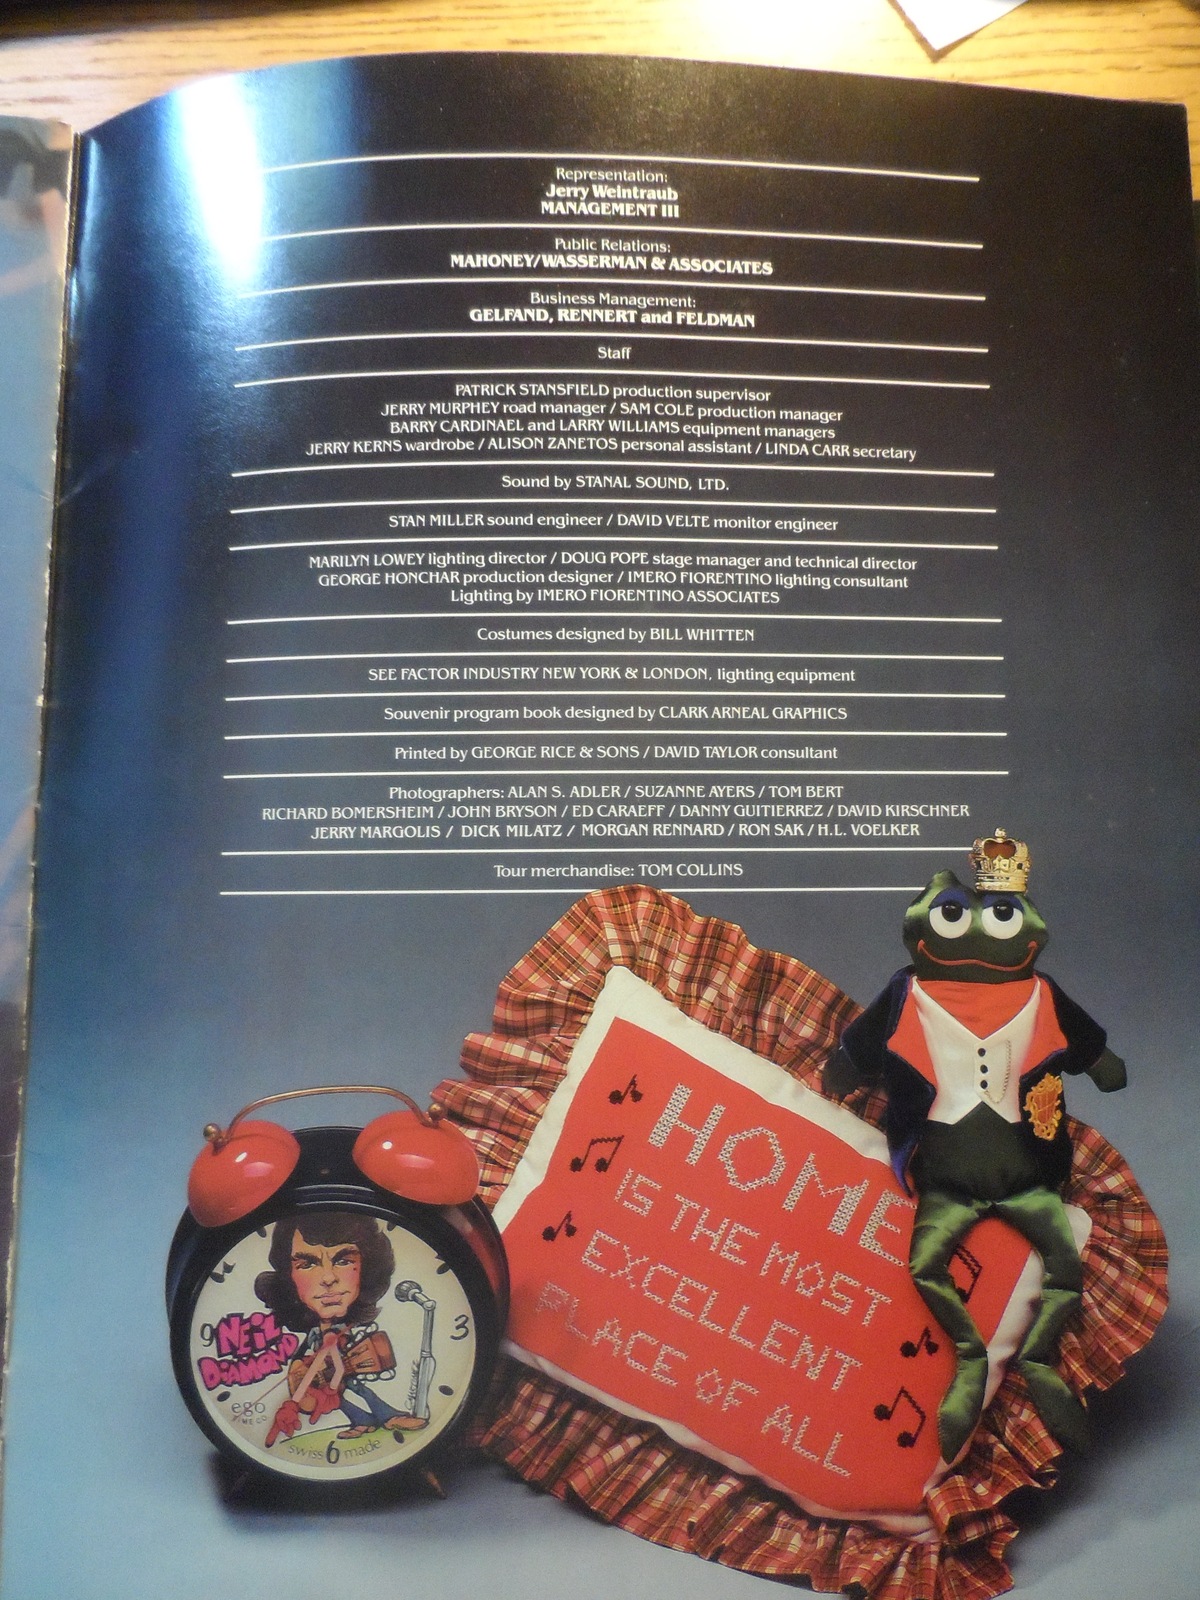 Representation:
Jerry Weintraub
MANAGEMENT III
Public Relations:
MAHONEY/WASSERMAN & ASSOCIATES
Business Management:
GELFAND, RENNERT and FELDMAN
Staff
PATRICK STANSFIELD production supervisor
JERRY MURPHEY road manager / SAM COLE production manager
BARRY CARDINAEL and LARRY WILLIAMS equipment managers
JERRY KERNS wardrobe / ALISON ZANETOS personal assistant / LINDA CARR secretary
Sound by STANAL SOUND, LTD.
STAN MILLER sound engineer / DAVID VELTE monitor engineer
MARILYN LOWEY lighting director / DOUG POPE stage manager and technical director
GEORGE HONCHAR production designer / IMERO FIORENTINO lighting consultant
Lighting by IMERO FIORENTINO ASSOCIATES
Costumes designed by BILL WHITTEN
SEE FACTOR INDUSTRY NEW YORK & LONDON, lighting equipment
Souvenir program book designed by CLARK ARNEAL GRAPHICS
Printed by GEORGE RICE & SONS / DAVID TAYLOR consultant
Photographers: ALAN S. ADLER / SUZANNE AYERS / TOM BERT
RICHARD BOMERSHEIM / JOHN BRYSON / ED CARAEFF / DANNY GUITIERREZ / DAVID KIRSCHNER
JERRY MARGOLIS / DICK MILATZ / MORGAN RENNARD / RON SAK / H.L. VOELKER
Tour merchandise: TOM COLLINS
HOME
IS THE MOST
EXCELLENT
PLACE OF ALL
9 NEIL
DIAMOND
3
ego
TIME CO
swiss 6 made